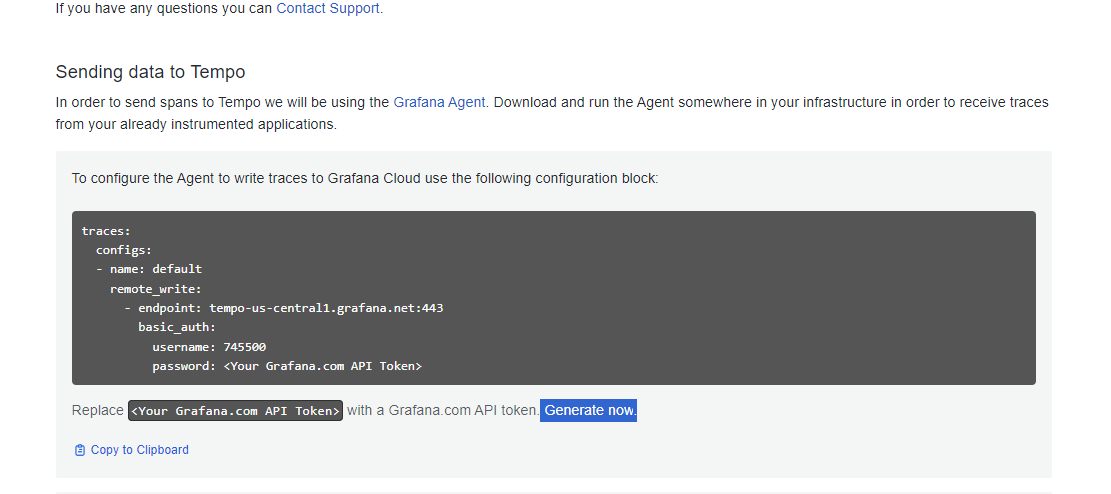 If you have any questions you can Contact Support.
Sending data to Tempo
In order to send spans to Tempo we will be using the Grafana Agent. Download and run the Agent somewhere in your infrastructure in order to receive traces
from your already instrumented applications.
To configure the Agent to write traces to Grafana Cloud use the following configuration block:
traces:
  configs:
  - name: default
    remote_write:
      - endpoint: tempo-us-central1.grafana.net:443
        basic_auth:
          username: 745500
          password: <Your Grafana.com API Token>
Replace <Your Grafana.com API Token> with a Grafana.com API token. Generate now.
Copy to Clipboard